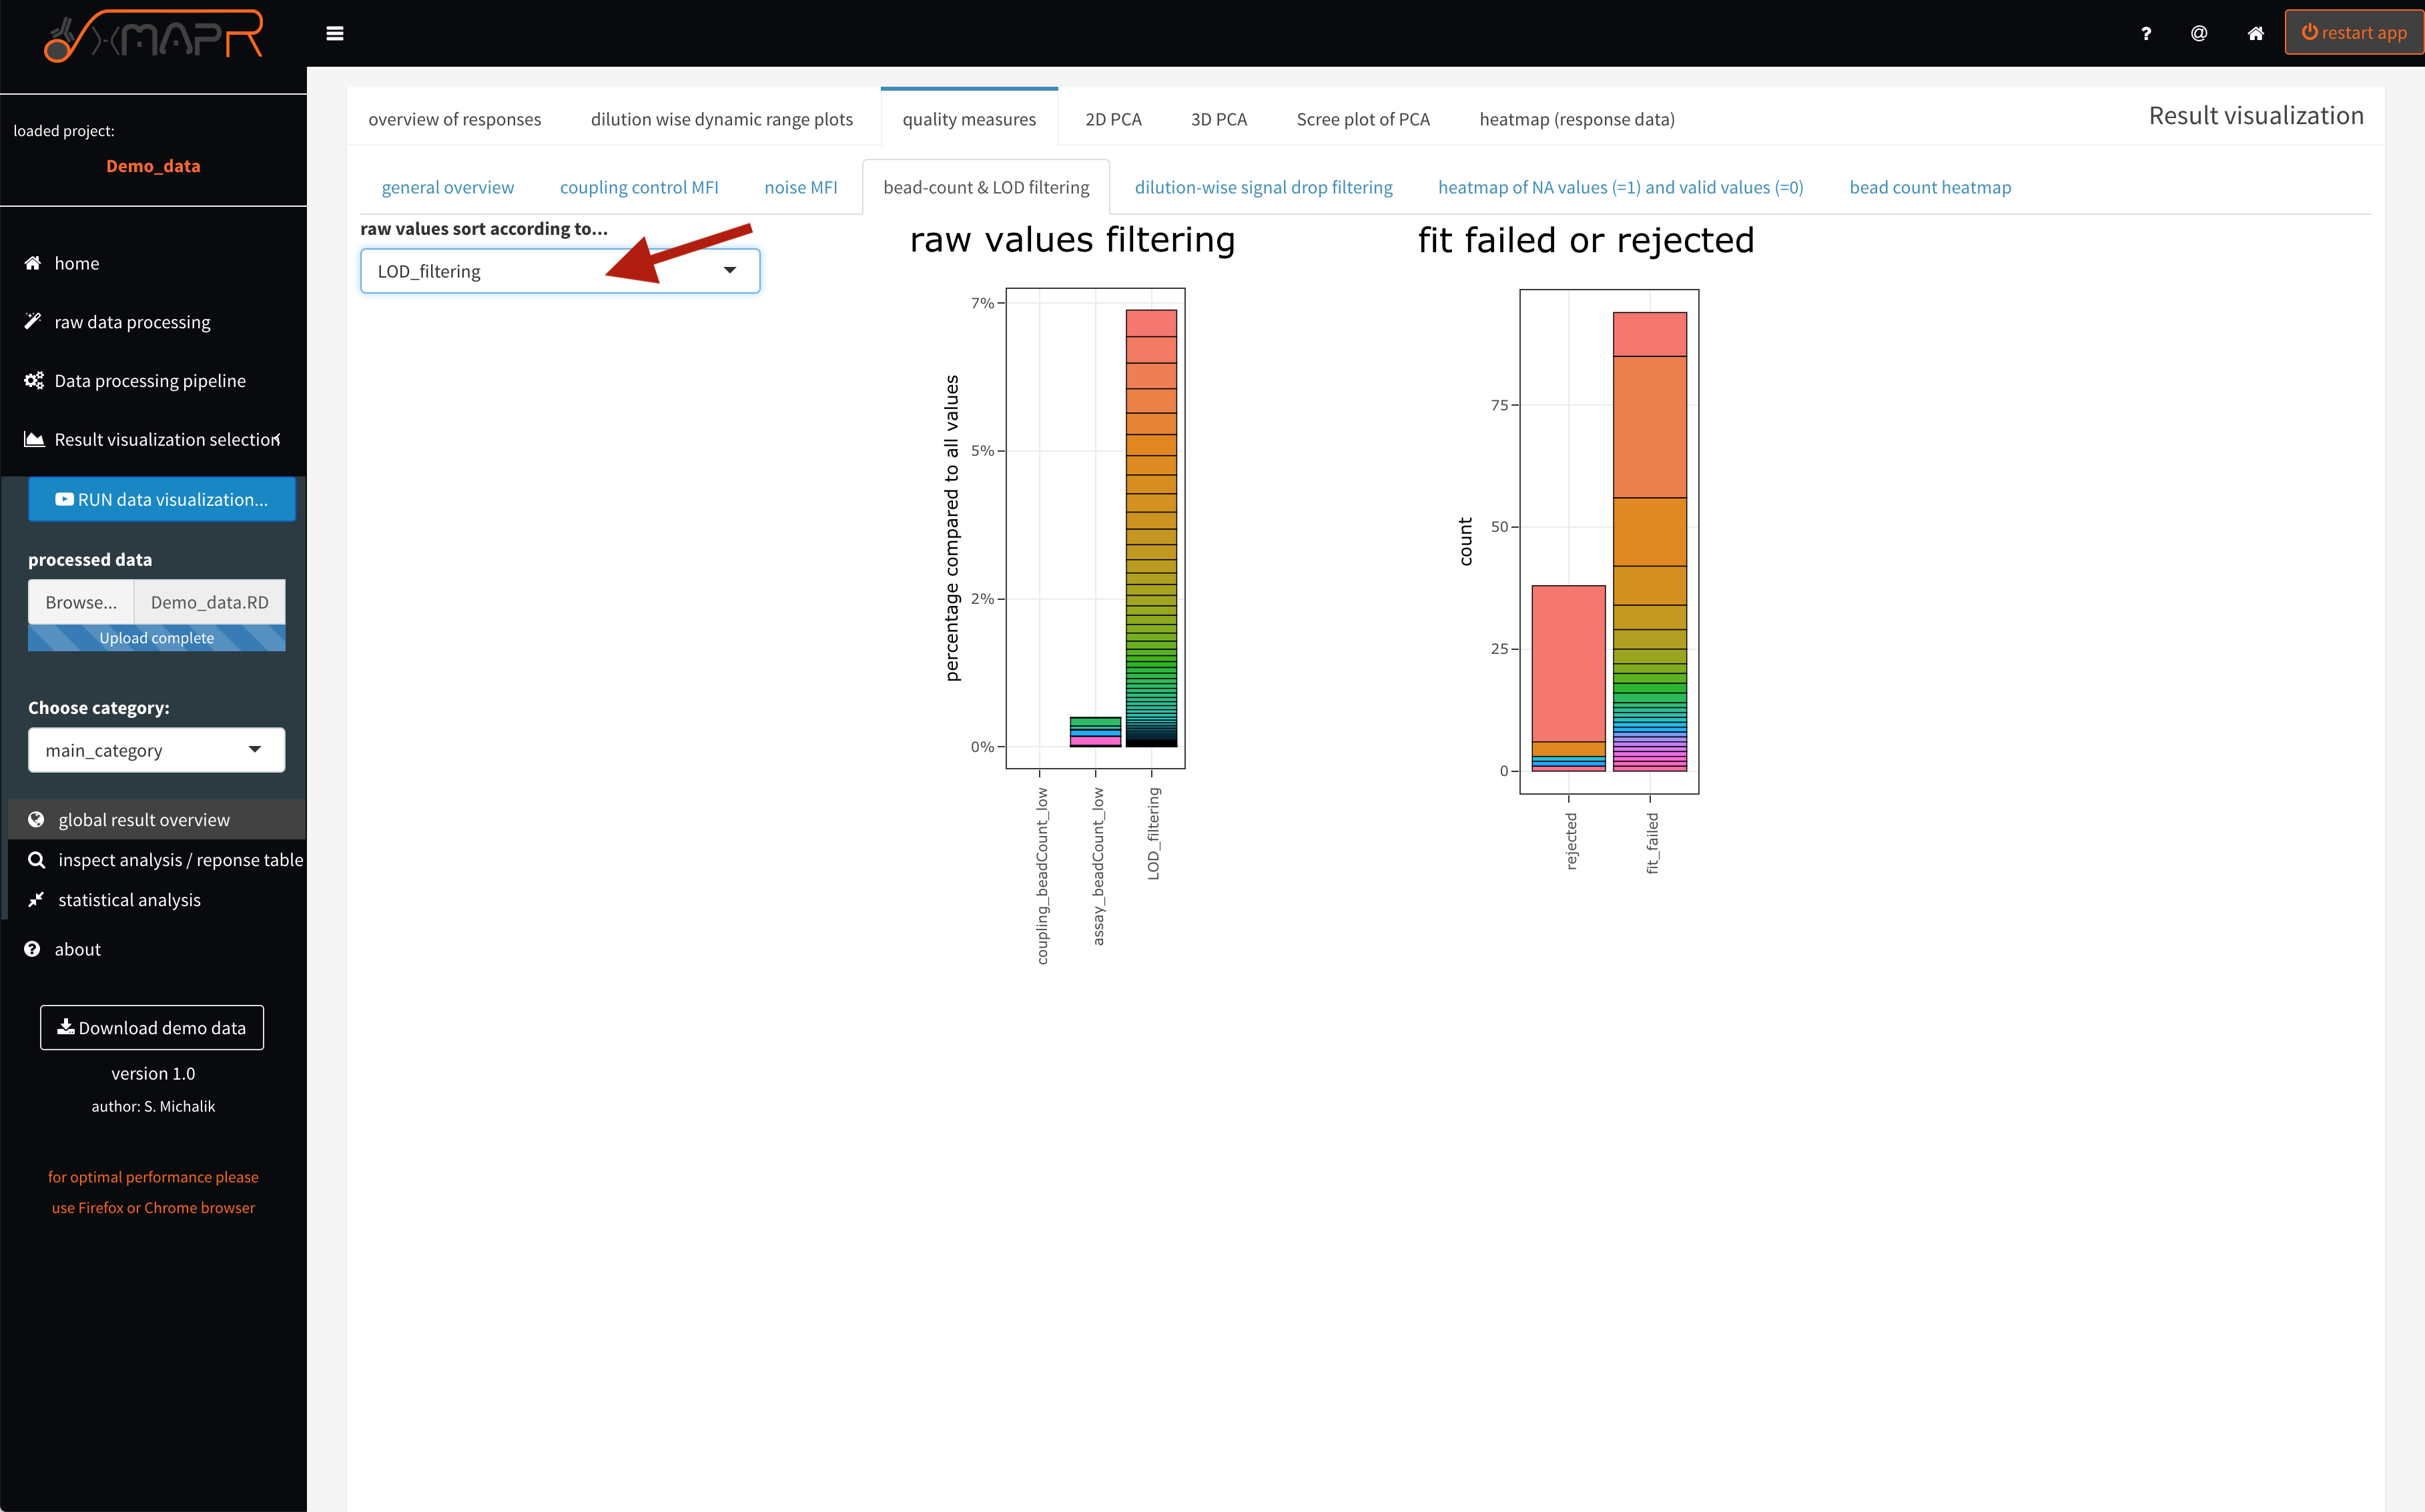 xMAPR
? @ restart app
loaded project:
Demo_data
home
raw data processing
Data processing pipeline
Result visualization selection
RUN data visualization...
processed data
Browse... Demo_data.RD
Upload complete
Choose category:
main_category
global result overview
inspect analysis / reponse table
statistical analysis
about
Download demo data
version 1.0
author: S. Michalik
for optimal performance please
use Firefox or Chrome browser
overview of responses dilution wise dynamic range plots quality measures 2D PCA 3D PCA Scree plot of PCA heatmap (response data) Result visualization
general overview coupling control MFI noise MFI bead-count & LOD filtering dilution-wise signal drop filtering heatmap of NA values (=1) and valid values (=0) bead count heatmap
raw values sort according to...
LOD_filtering
raw values filtering
percentage compared to all values
7%
5%
2%
0%
coupling_beadCount_low
assay_beadCount_low
LOD_filtering
fit failed or rejected
count
75
50
25
0
rejected
fit_failed